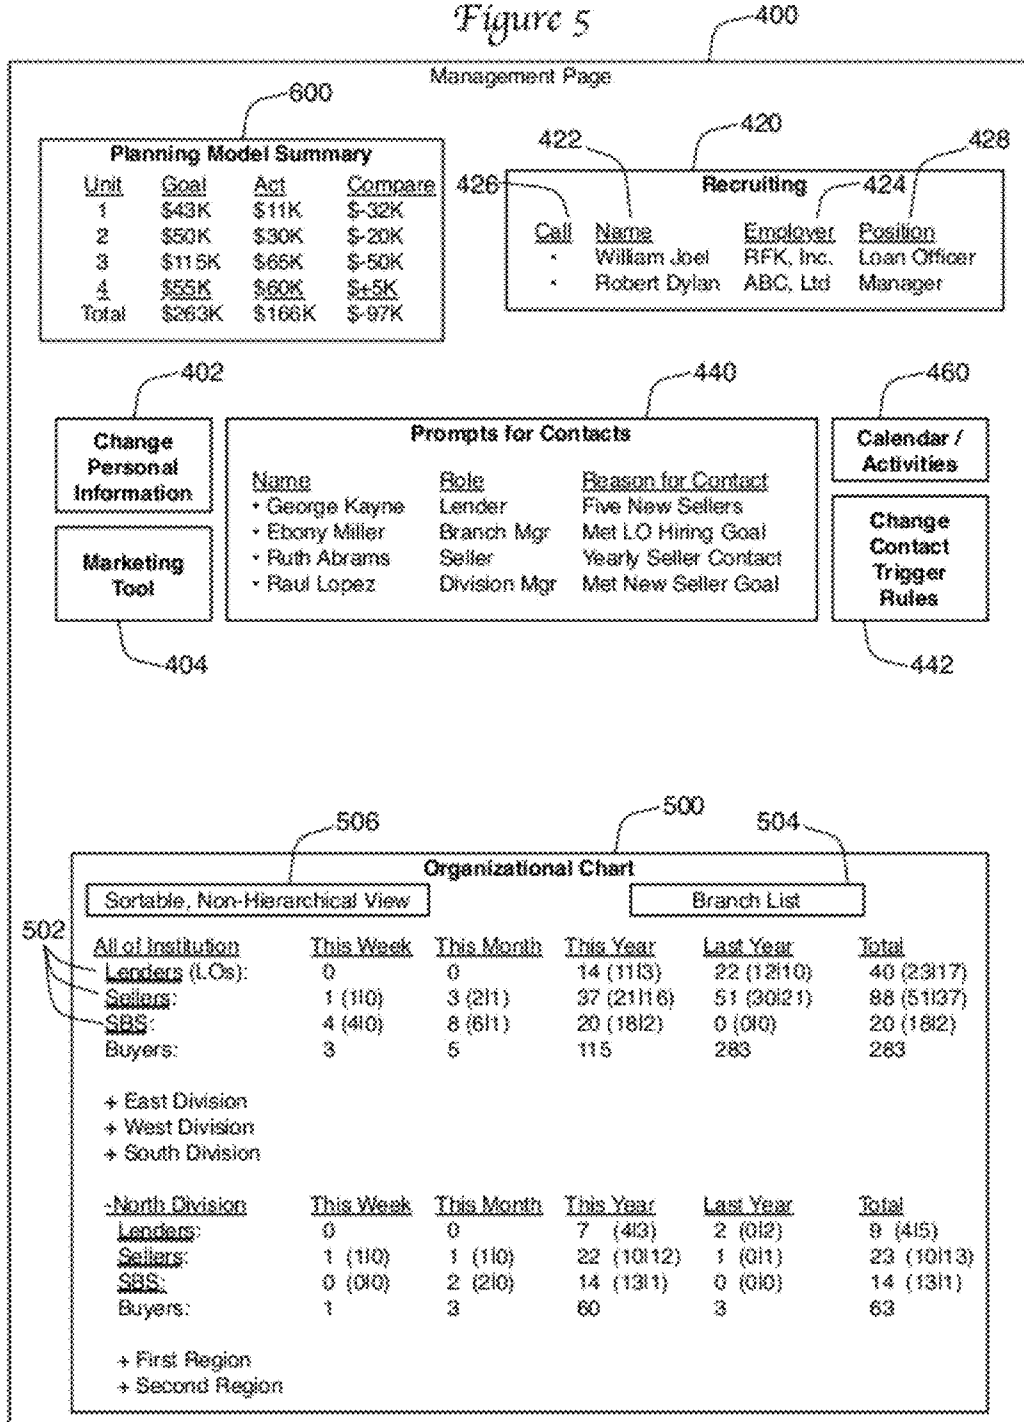 Figure 5
400
Management Page
600
Planning Model Summary
Unit Goal Act Compare
1 $43K $11K $-32K
2 $50K $30K $-20K
3 $115K $65K $-50K
4 $55K $60K $+5K
Total $263K $166K $-97K
420
422
428
426
Recruiting
424
Call Name Employer Position
* William Joel RFK, Inc. Loan Officer
* Robert Dylan ABC, Ltd Manager
402
440
460
Change
Personal
Information
Prompts for Contacts
Name Role Reason for Contact
* George Kayne Lender Five New Sellers
* Ebony Miller Branch Mgr Met LO Hiring Goal
* Ruth Abrams Seller Yearly Seller Contact
* Raul Lopez Division Mgr Met New Seller Goal
Calendar /
Activities
Marketing
Tool
Change
Contact
Trigger
Rules
404
442
506
500
504
Organizational Chart
Sortable, Non-Hierarchical View Branch List
502
All of Institution This Week This Month This Year Last Year Total
Lenders (LOs): 0 0 14 (11|3) 22 (12|10) 40 (23|17)
Sellers: 1 (1|0) 3 (2|1) 37 (21|16) 51 (30|21) 88 (51|37)
SBS: 4 (4|0) 8 (6|1) 20 (18|2) 0 (0|0) 20 (18|2)
Buyers: 3 5 115 283 283
+ East Division
+ West Division
+ South Division
-North Division This Week This Month This Year Last Year Total
Lenders: 0 0 7 (4|3) 2 (0|2) 9 (4|5)
Sellers: 1 (1|0) 1 (1|0) 22 (10|12) 1 (0|1) 23 (10|13)
SBS: 0 (0|0) 2 (2|0) 14 (13|1) 0 (0|0) 14 (13|1)
Buyers: 1 3 60 3 63
+ First Region
+ Second Region